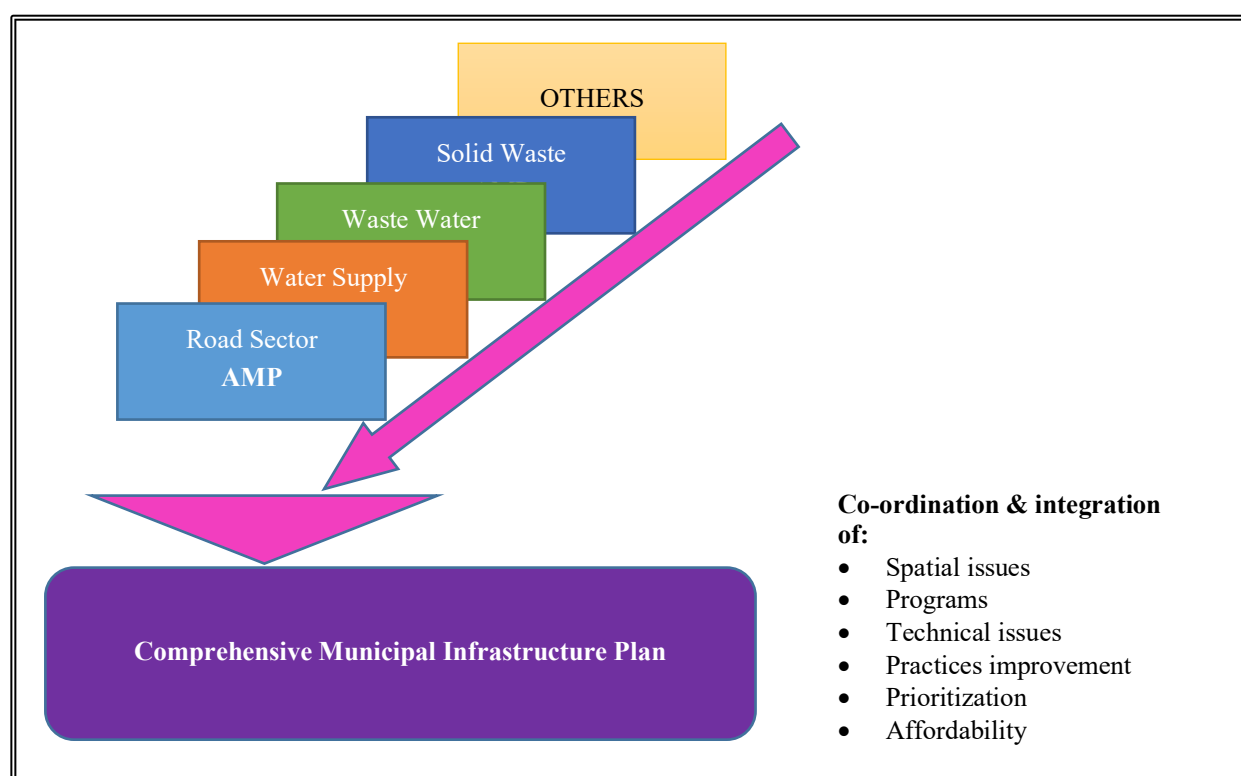 OTHERS
Solid Waste
Waste Water
Water Supply
Road Sector
AMP
Comprehensive Municipal Infrastructure Plan
Co-ordination & integration
of:
• Spatial issues
• Programs
• Technical issues
• Practices improvement
• Prioritization
• Affordability